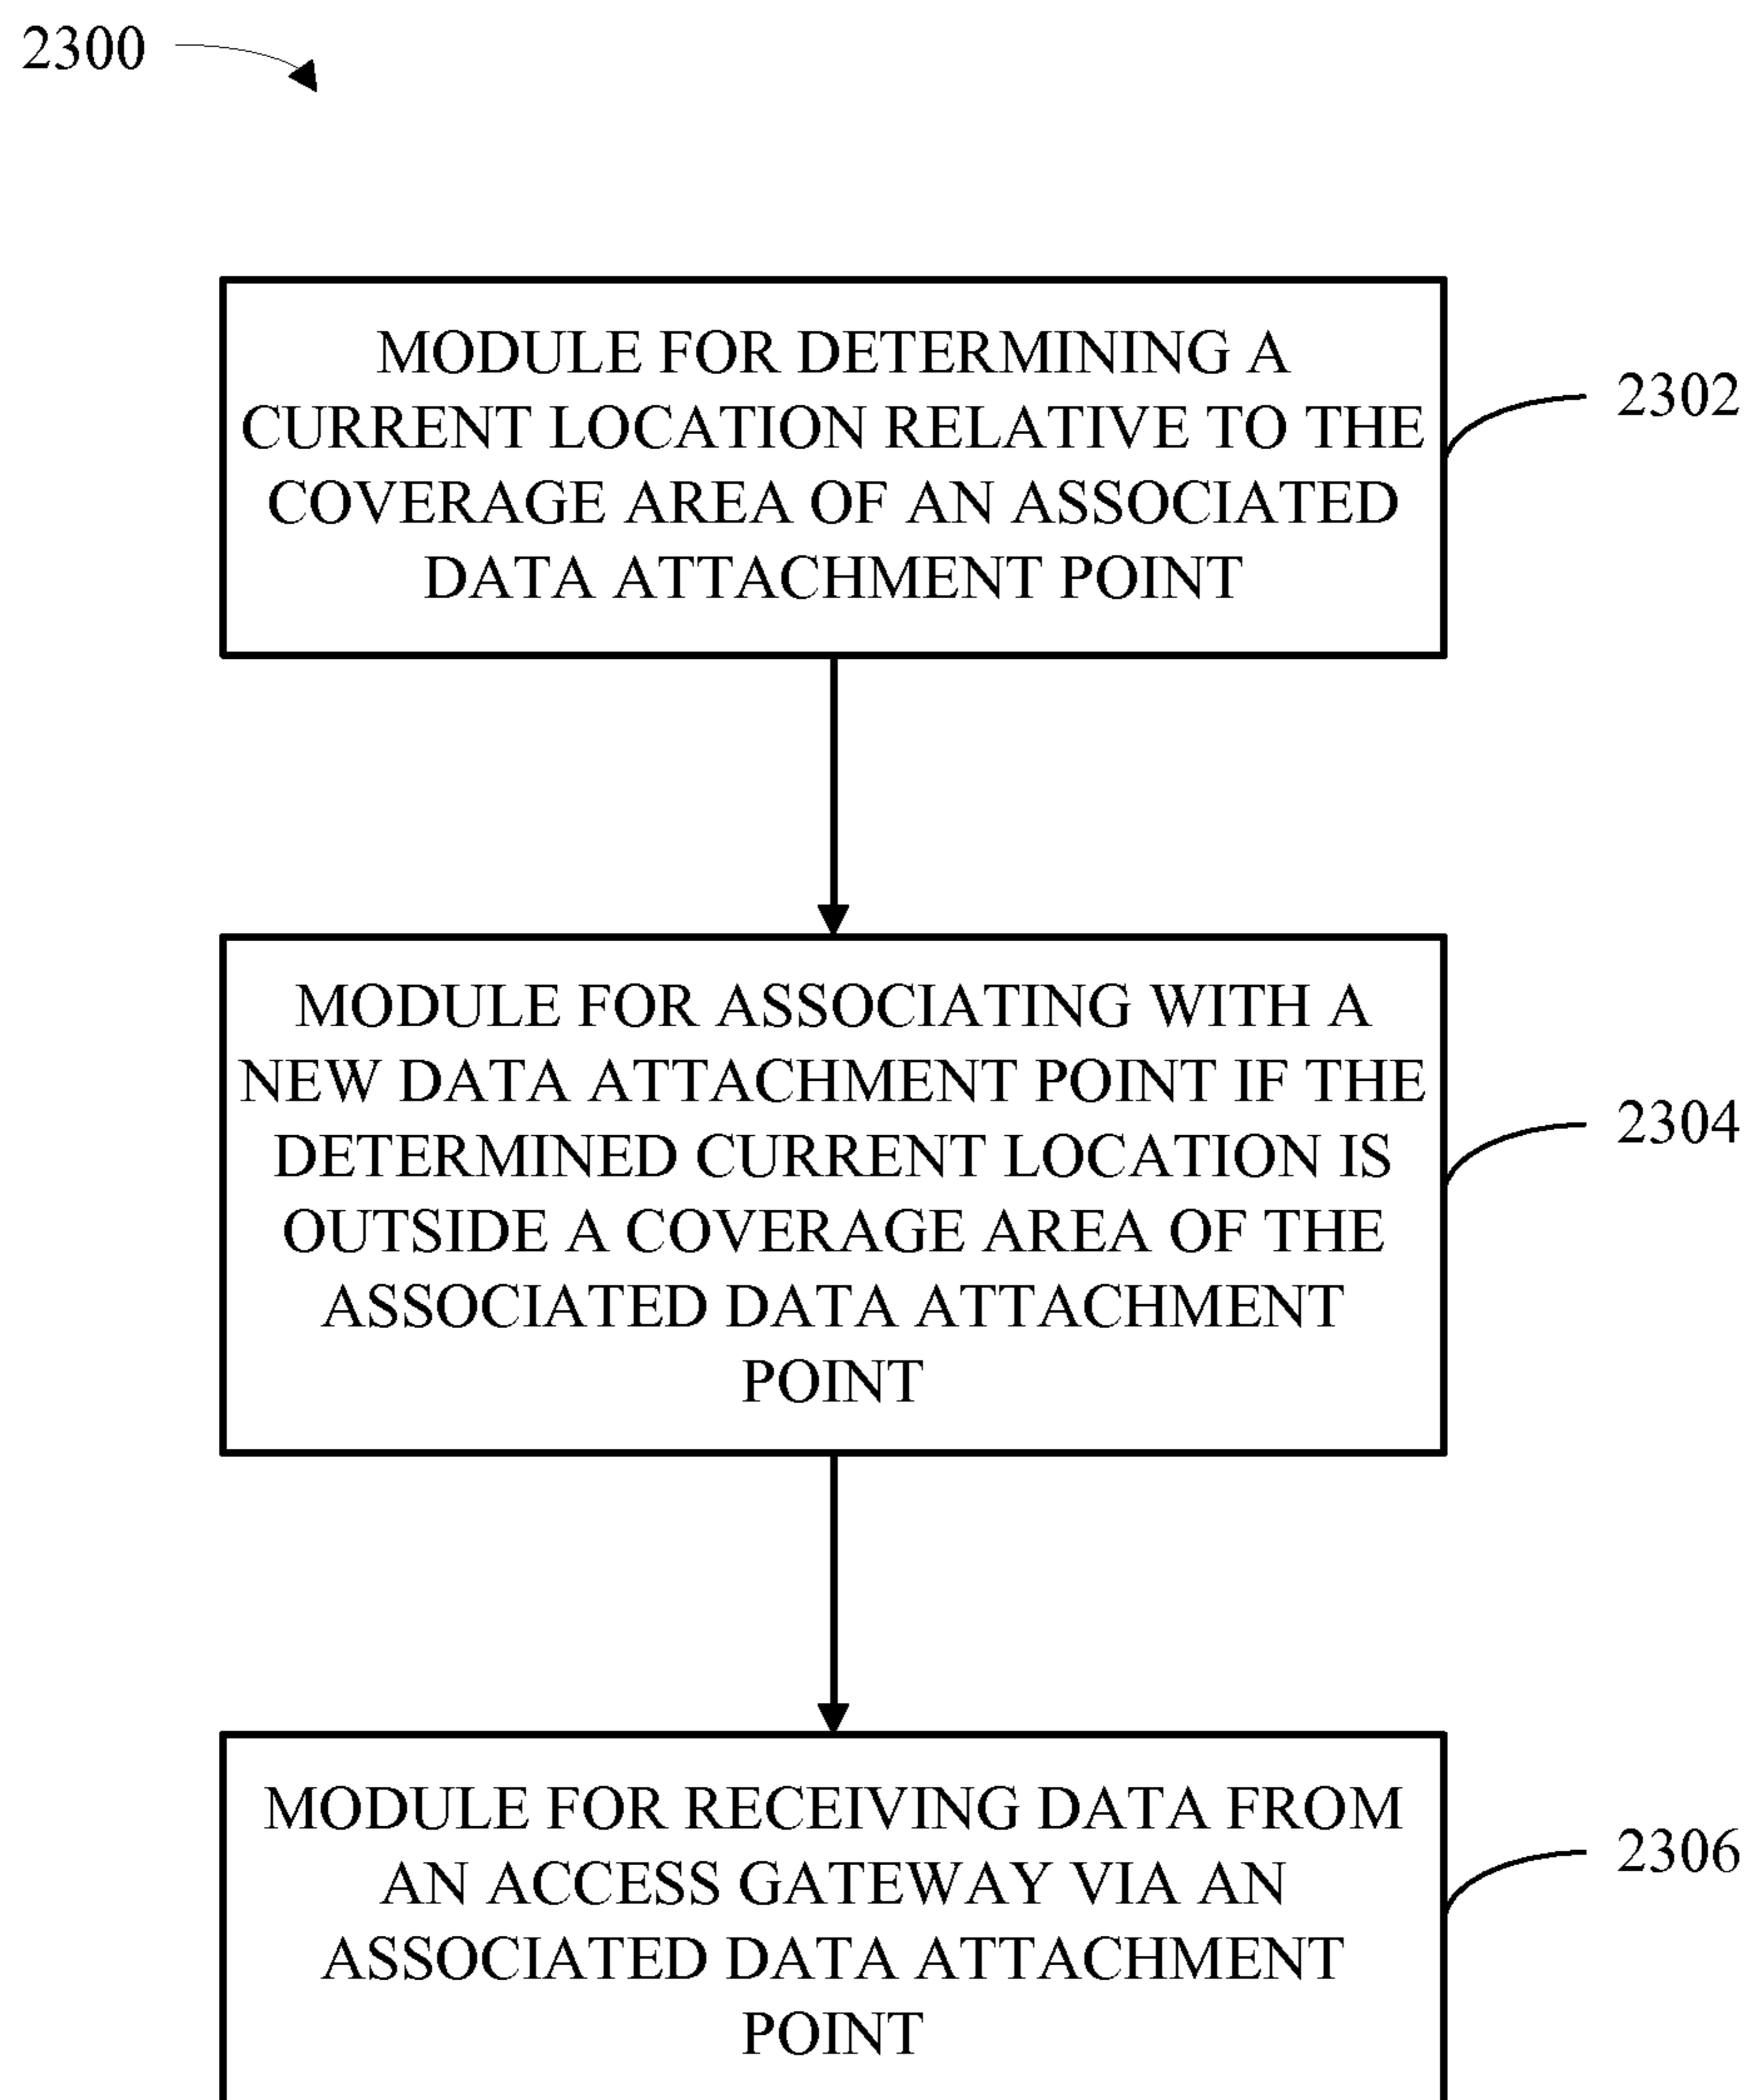 2300
MODULE FOR DETERMINING A
CURRENT LOCATION RELATIVE TO THE
COVERAGE AREA OF AN ASSOCIATED
DATA ATTACHMENT POINT
2302
MODULE FOR ASSOCIATING WITH A
NEW DATA ATTACHMENT POINT IF THE
DETERMINED CURRENT LOCATION IS
OUTSIDE A COVERAGE AREA OF THE
ASSOCIATED DATA ATTACHMENT
POINT
2304
MODULE FOR RECEIVING DATA FROM
AN ACCESS GATEWAY VIA AN
ASSOCIATED DATA ATTACHMENT
POINT
2306